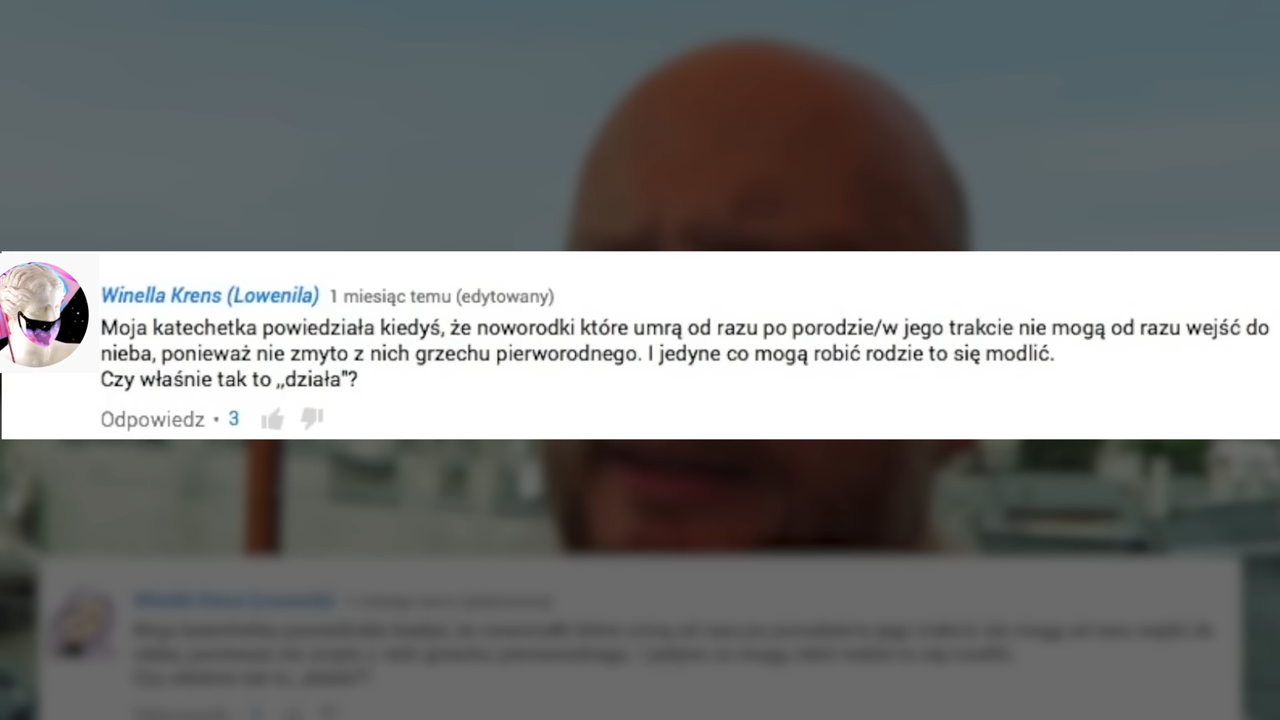 Winella Krens (Lowenila) 1 miesiąc temu (edytowany)
Moja katechetka powiedziała kiedyś, że noworodki które umrą od razu po porodzie/w jego trakcie nie mogą od razu wejść do
nieba, ponieważ nie zmyto z nich grzechu pierworodnego. I jedyne co mogą robić rodzie to się modlić.
Czy właśnie tak to ,,działa"?
Odpowiedz • 3